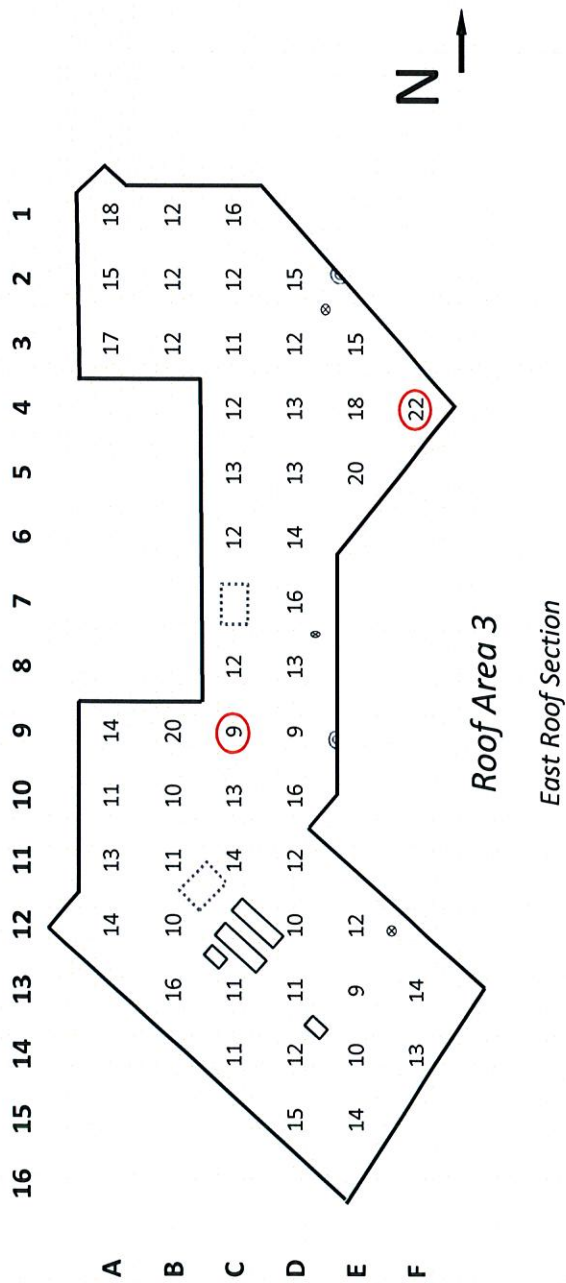 16 15 14 13 12 11 10 9 8 7 6 5 4 3 2 1
A 14 13 11 14 17 15 18
B 16 10 11 10 20 12 12 12
C 11 11 14 13 9 12 12 13 12 11 12 16
D 15 12 11 10 12 16 9 13 16 14 13 13 12 15
E 14 10 9 12 20 18 15
F 13 14 22
N
Roof Area 3
East Roof Section